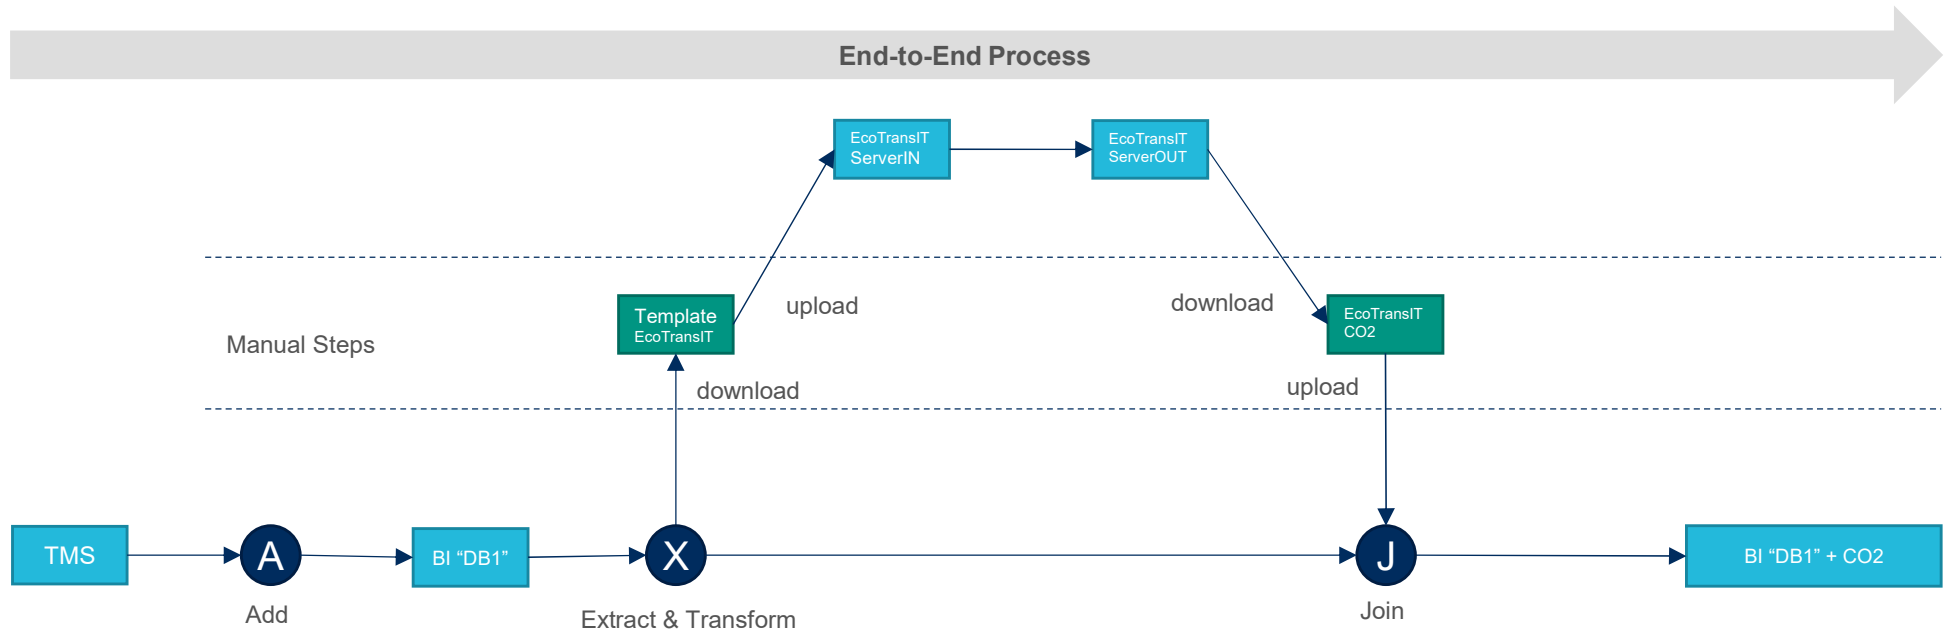 End-to-End Process
EcoTransIT
ServerIN
EcoTransIT
ServerOUT
Template
EcoTransIT
upload
download
EcoTransIT
CO2
Manual Steps
download
upload
TMS
A
BI “DB1”
X
J
BI “DB1” + CO2
Add
Extract & Transform
Join